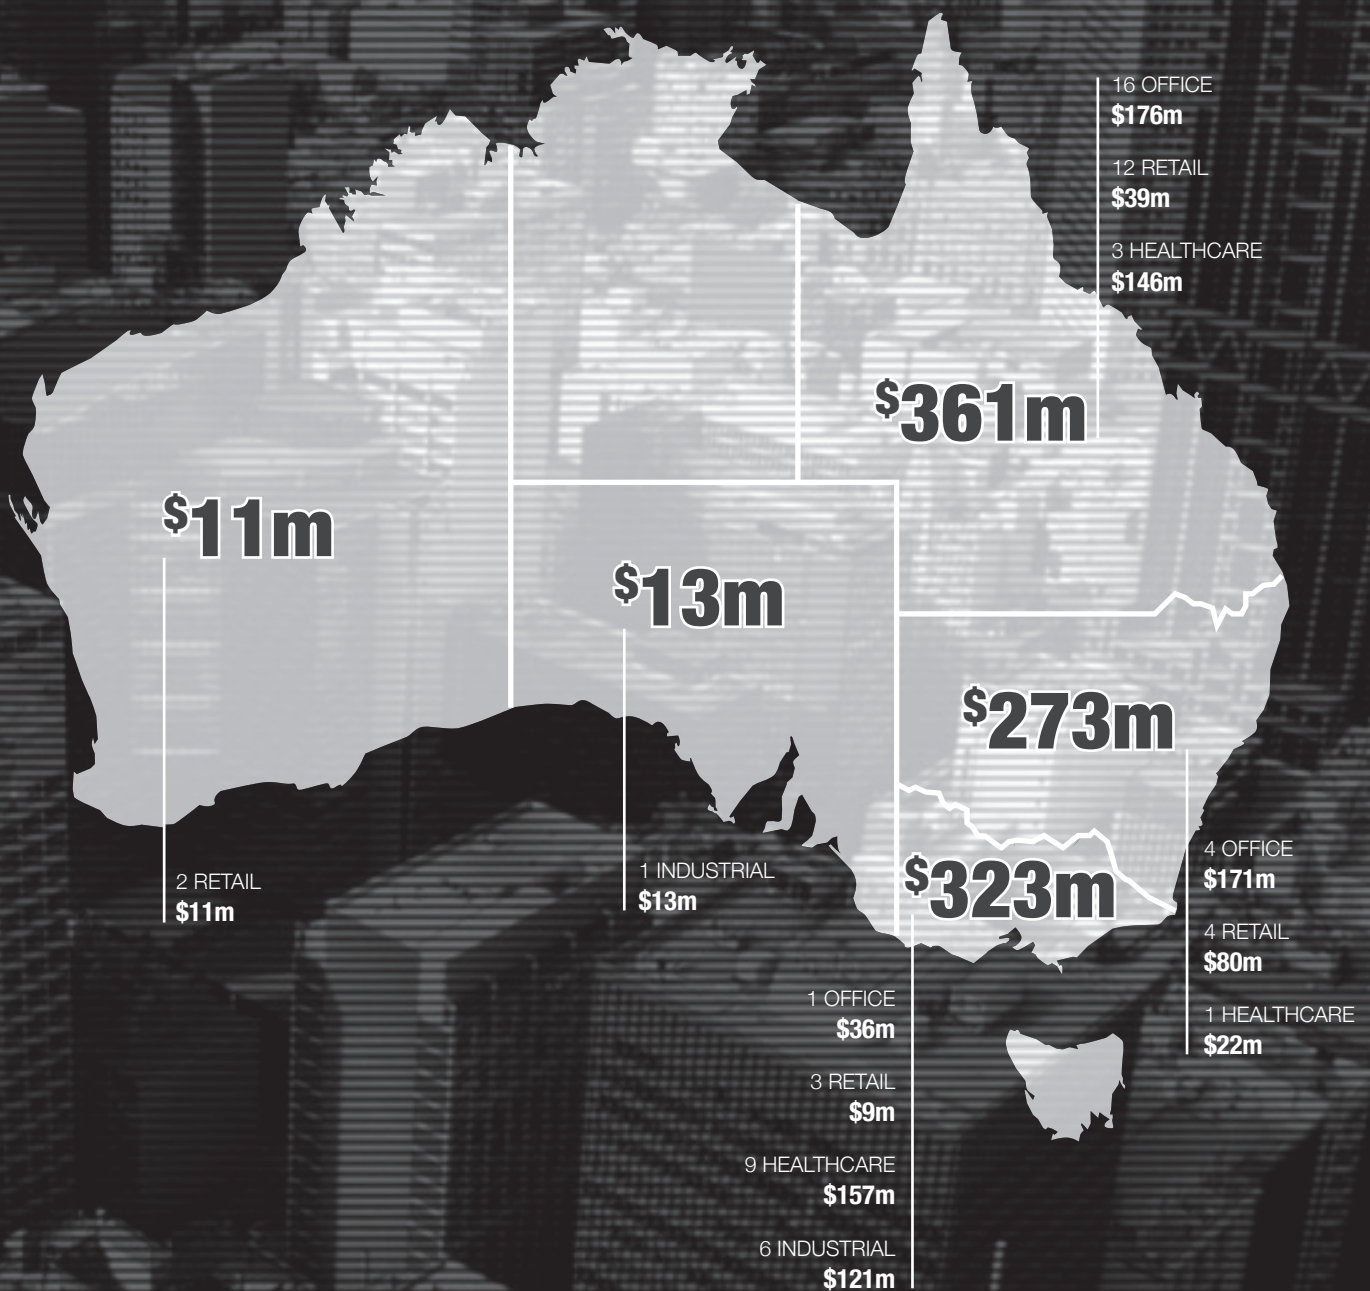 16 OFFICE
$176m
12 RETAIL
$39m
3 HEALTHCARE
$146m
$361m
$11m
$13m
$273m
$323m
2 RETAIL
$11m
1 INDUSTRIAL
$13m
4 OFFICE
$171m
4 RETAIL
$80m
1 HEALTHCARE
$22m
1 OFFICE
$36m
3 RETAIL
$9m
9 HEALTHCARE
$157m
6 INDUSTRIAL
$121m